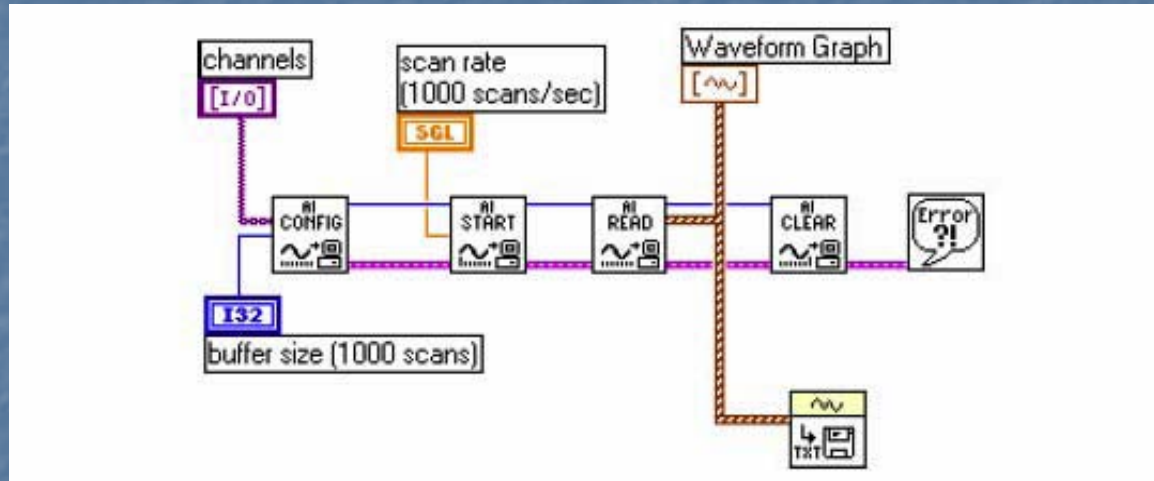 channels
[I/0]
scan rate
(1000 scans/sec)
SGL
Waveform Graph
AI
CONFIG
AI
START
AI
READ
AI
CLEAR
Error
?!
I32
buffer size (1000 scans)
TXT